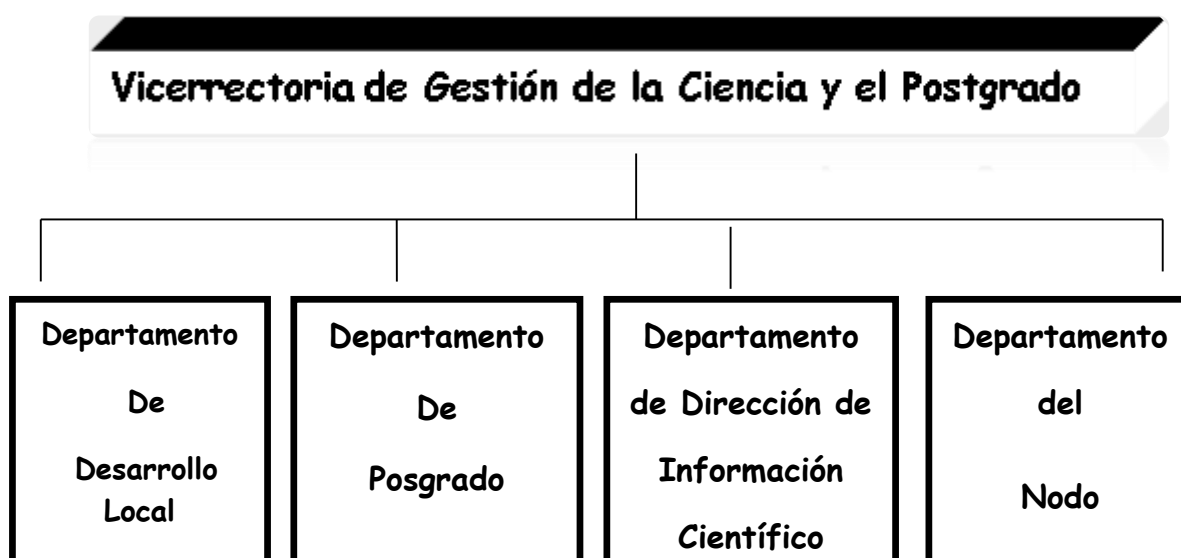 Vicerrectoria de Gestión de la Ciencia y el Postgrado
Departamento
De
Desarrollo
Local
Departamento
De
Posgrado
Departamento
de Dirección de
Información
Científico
Departamento
del
Nodo